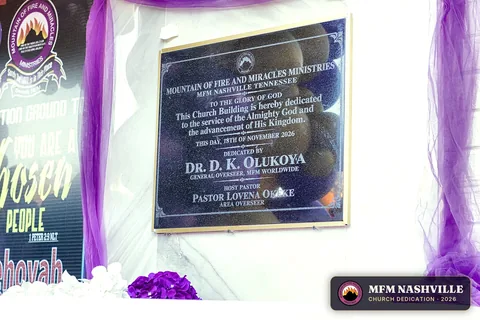 MOUNTAIN OF FIRE AND MIRACLES
MINISTRIES
YOU ARE
PEOPLE
1 PETER 2:9 NLT
MOUNTAIN OF FIRE AND MIRACLES MINISTRIES
MFM NASHVILLE TENNESSEE
TO THE GLORY OF GOD
This Church Building is hereby dedicated
to the service of the Almighty God and
the advancement of His Kingdom.
THIS DAY, 18TH OF NOVEMBER 2026
DEDICATED BY
DR. D. K. OLUKOYA
GENERAL OVERSEER, MFM WORLDWIDE
HOST PASTOR
PASTOR LOVENA
AREA OVERSEER
MFM NASHVILLE
CHURCH DEDICATION · 2026